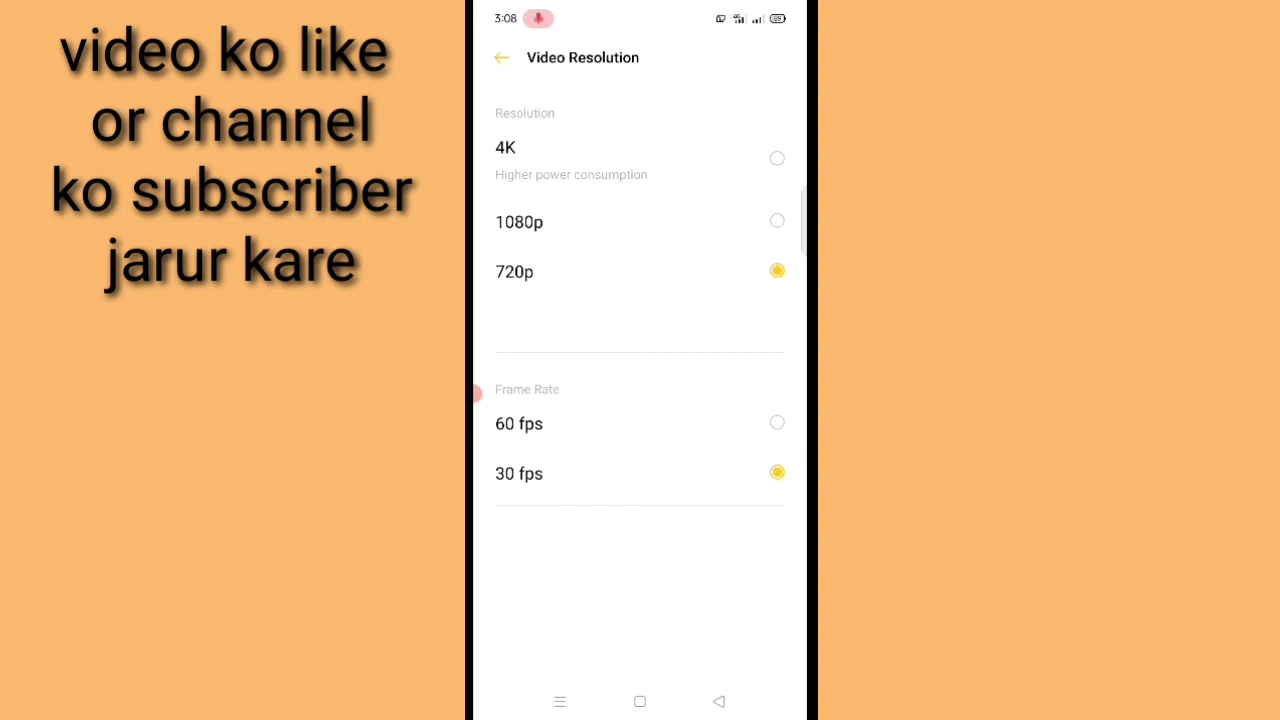 video ko like
or channel
ko subscriber
jarur kare
3:08
Video Resolution
Resolution
4K
Higher power consumption
1080p
720p
Frame Rate
60 fps
30 fps